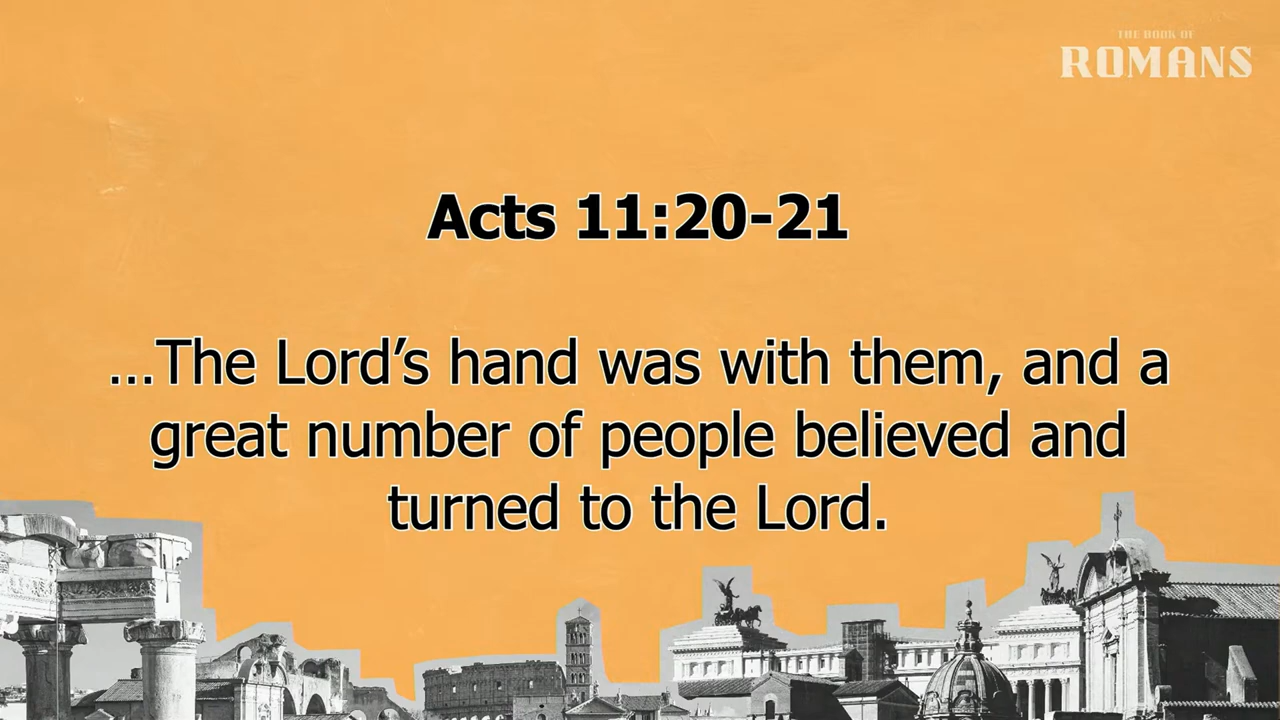 THE BOOK OF
ROMANS
Acts 11:20-21
...The Lord’s hand was with them, and a
great number of people believed and
turned to the Lord.